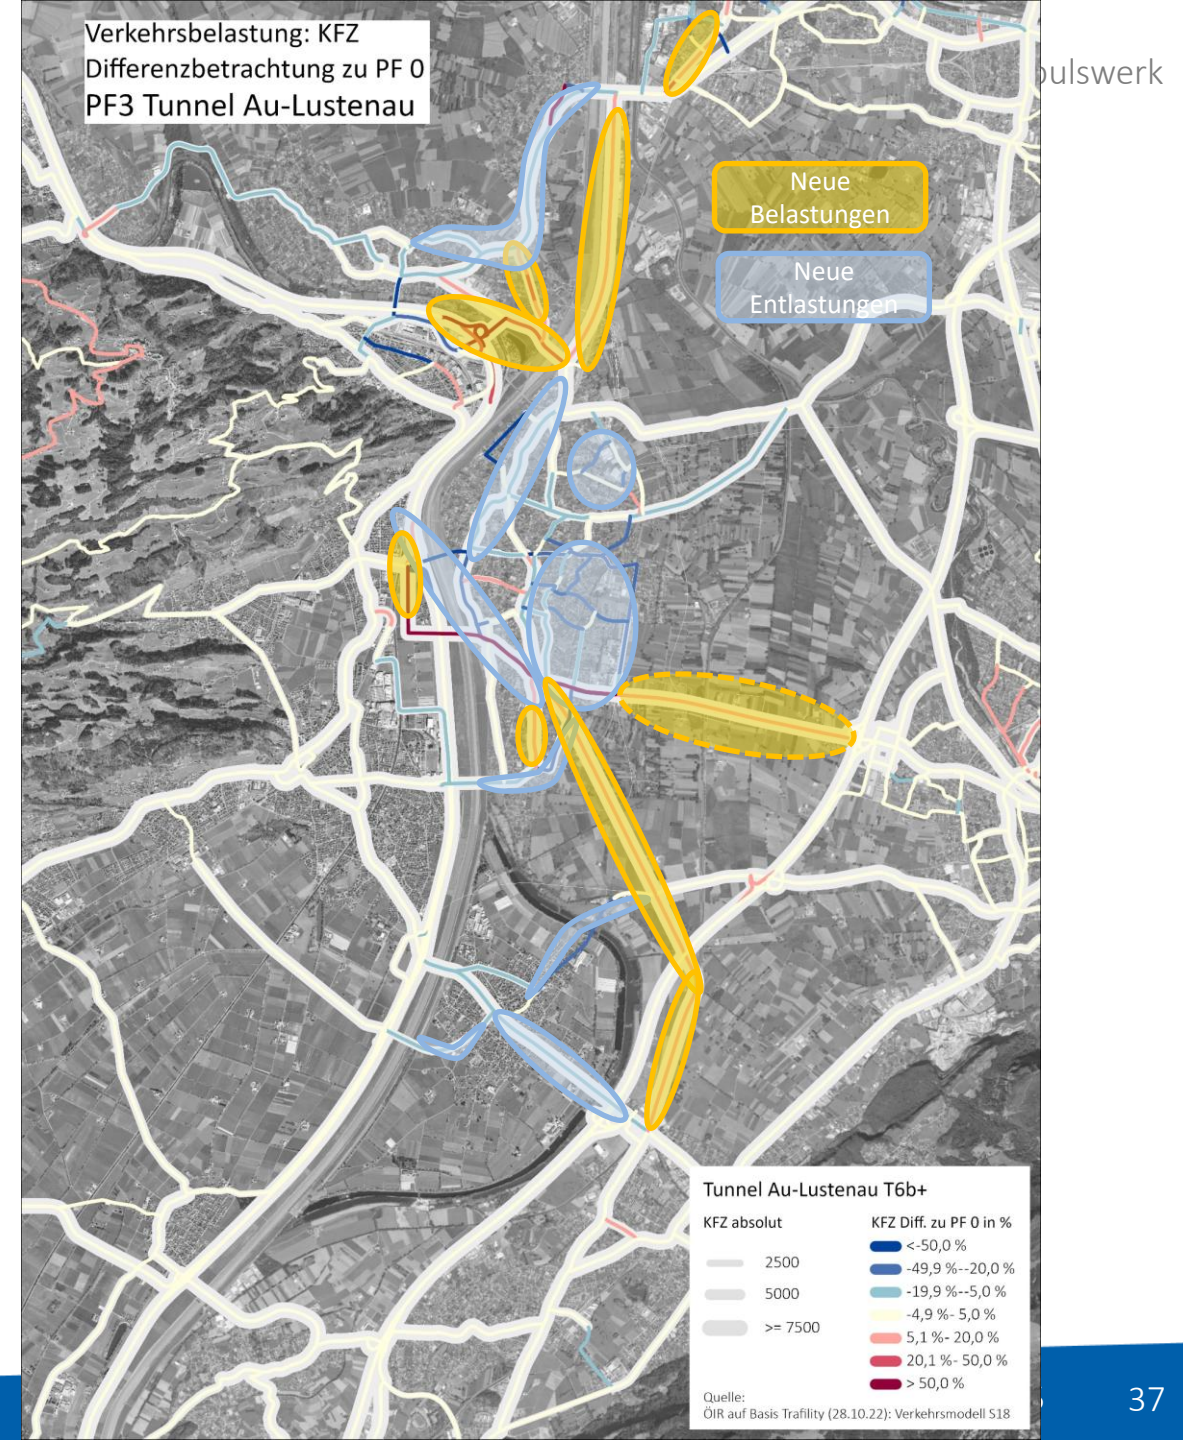 Verkehrsbelastung: KFZ
Differenzbetrachtung zu PF 0
PF3 Tunnel Au-Lustenau
pulswerk
Neue
Belastungen
Neue
Entlastungen
Tunnel Au-Lustenau T6b+
KFZ absolut
2500
5000
>= 7500
KFZ Diff. zu PF 0 in %
<-50,0 %
-49,9 %--20,0 %
-19,9 %--5,0 %
-4,9 %- 5,0 %
5,1 %- 20,0 %
20,1 %- 50,0 %
> 50,0 %
Quelle:
ÖIR auf Basis Trafility (28.10.22): Verkehrsmodell S18
37